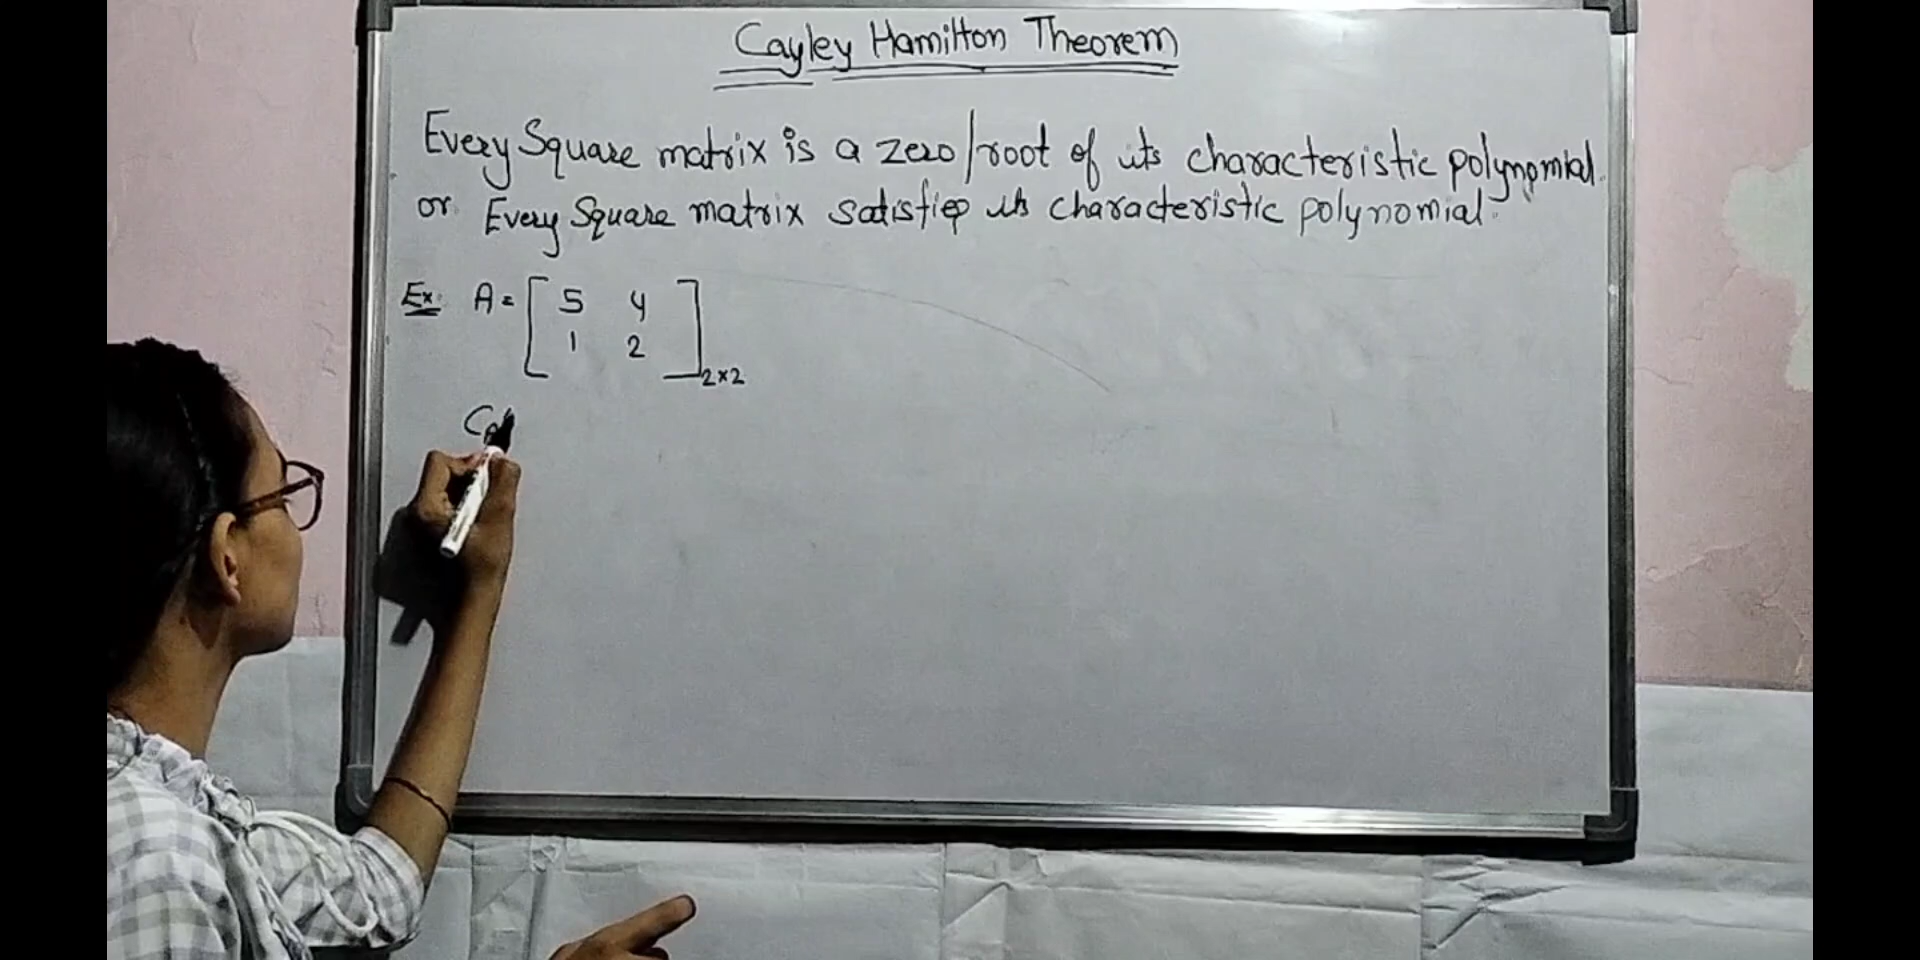 Cayley Hamilton Theorem
Every Square matrix is a zero/root of its characteristic polynomial.
or Every Square matrix satisfies its characteristic polynomial.
Ex. A = [ 5 4
1 2 ]2×2
CA